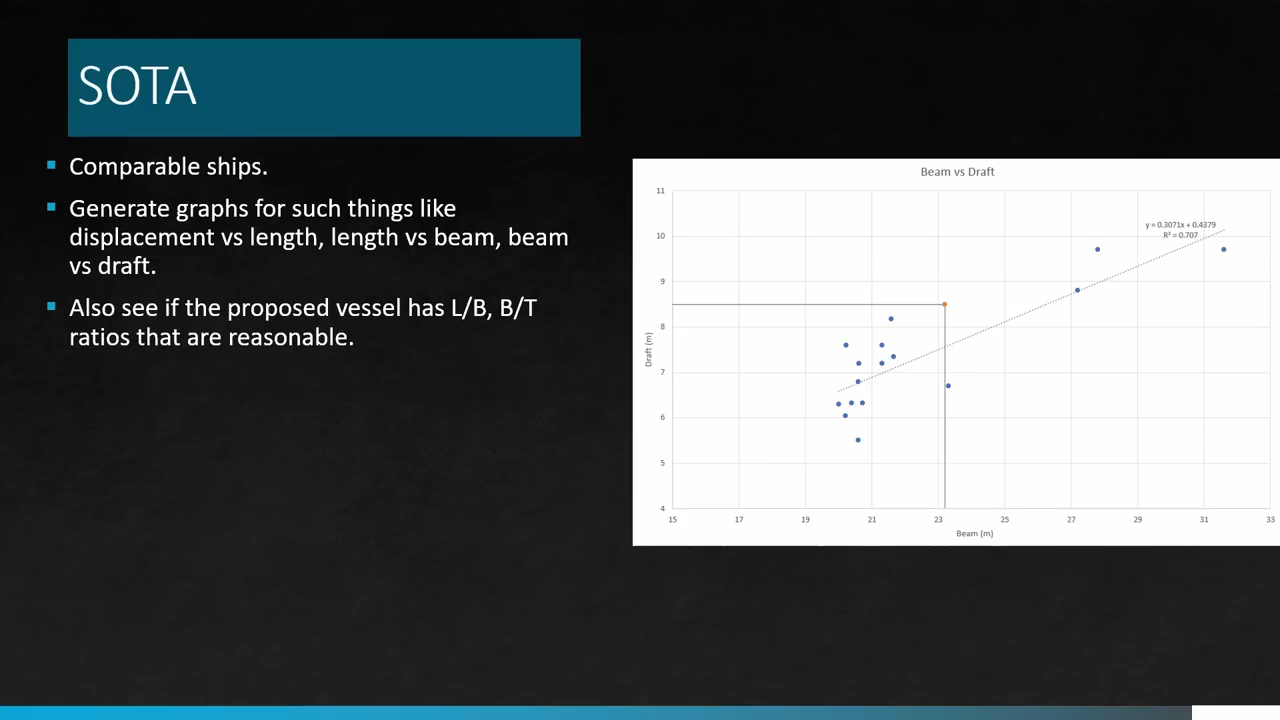 SOTA
Comparable ships.
Generate graphs for such things like
displacement vs length, length vs beam, beam
vs draft.
Also see if the proposed vessel has L/B, B/T
ratios that are reasonable.
Beam vs Draft
y = 0.3071x + 0.4379
R² = 0.707
11
10
9
8
7
6
5
4
Draft (m)
15 17 19 21 23 25 27 29 31 33
Beam (m)